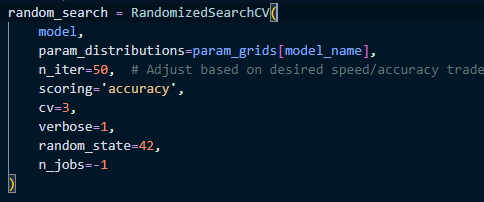 random_search = RandomizedSearchCV(
    model,
    param_distributions=param_grids[model_name],
    n_iter=50,  # Adjust based on desired speed/accuracy trade
    scoring='accuracy',
    cv=3,
    verbose=1,
    random_state=42,
    n_jobs=-1
)